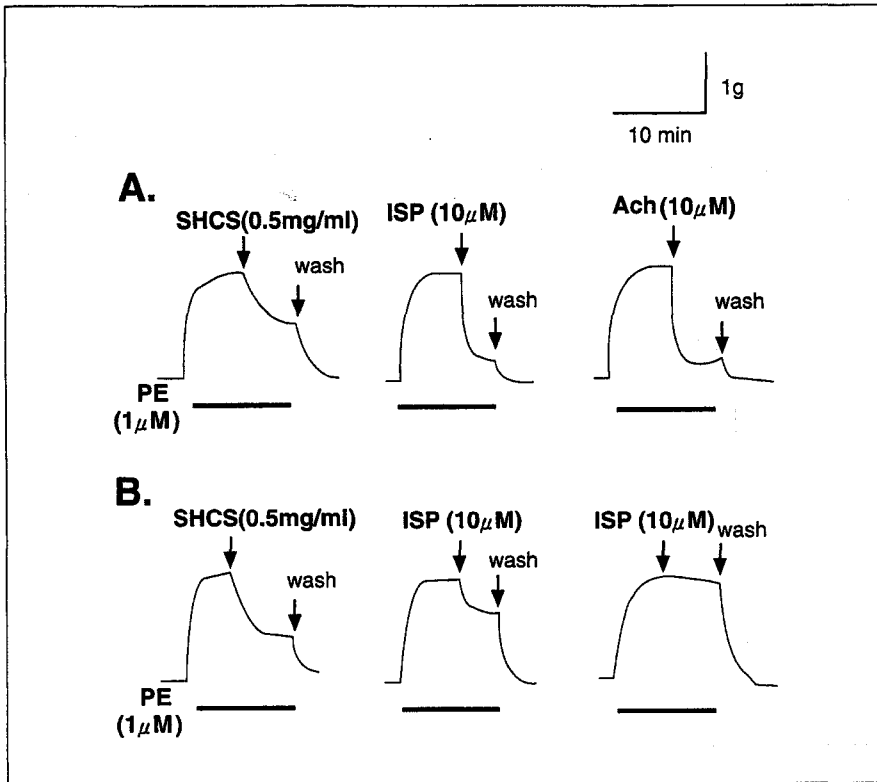 1g
10 min
A.
SHCS(0.5mg/ml)
wash
ISP (10μM)
wash
Ach(10μM)
wash
PE
(1μM)
B.
SHCS(0.5mg/ml)
wash
ISP (10μM)
wash
ISP (10μM)
wash
PE
(1μM)